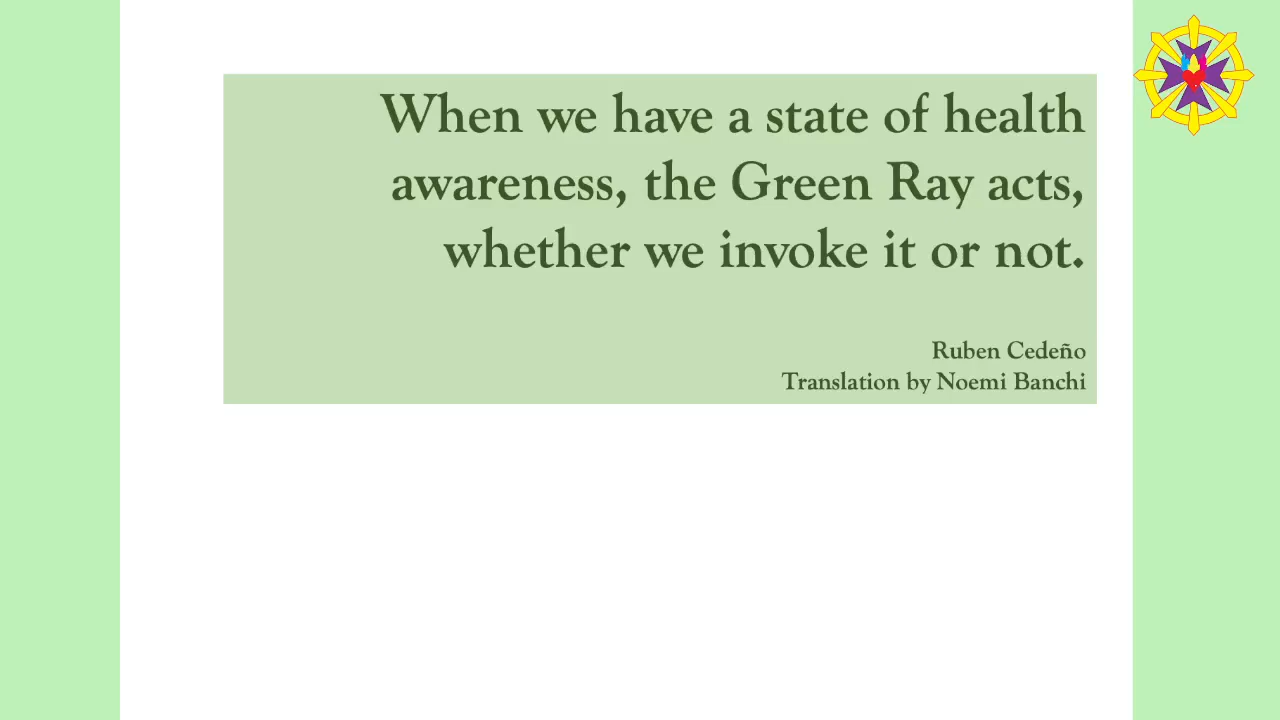 When we have a state of health
awareness, the Green Ray acts,
whether we invoke it or not.
Ruben Cedeño
Translation by Noemi Banchi